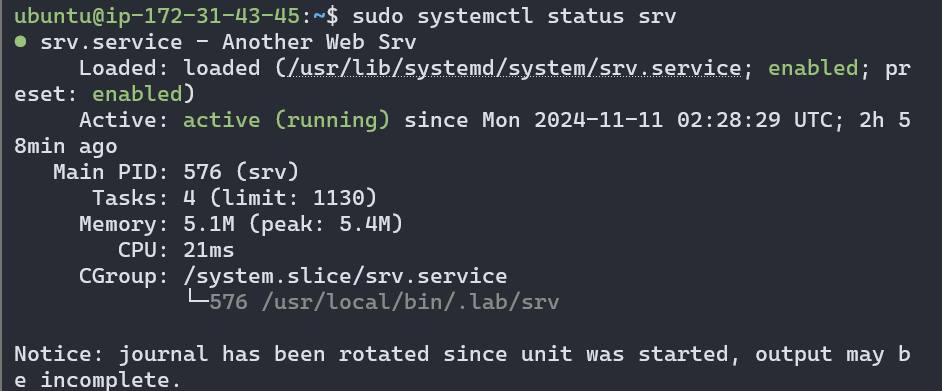 ubuntu@ip-172-31-43-45:~$ sudo systemctl status srv
● srv.service - Another Web Srv
     Loaded: loaded (/usr/lib/systemd/system/srv.service; enabled; pr
eset: enabled)
     Active: active (running) since Mon 2024-11-11 02:28:29 UTC; 2h 5
8min ago
   Main PID: 576 (srv)
      Tasks: 4 (limit: 1130)
     Memory: 5.1M (peak: 5.4M)
        CPU: 21ms
     CGroup: /system.slice/srv.service
             └─576 /usr/local/bin/.lab/srv

Notice: journal has been rotated since unit was started, output may b
e incomplete.